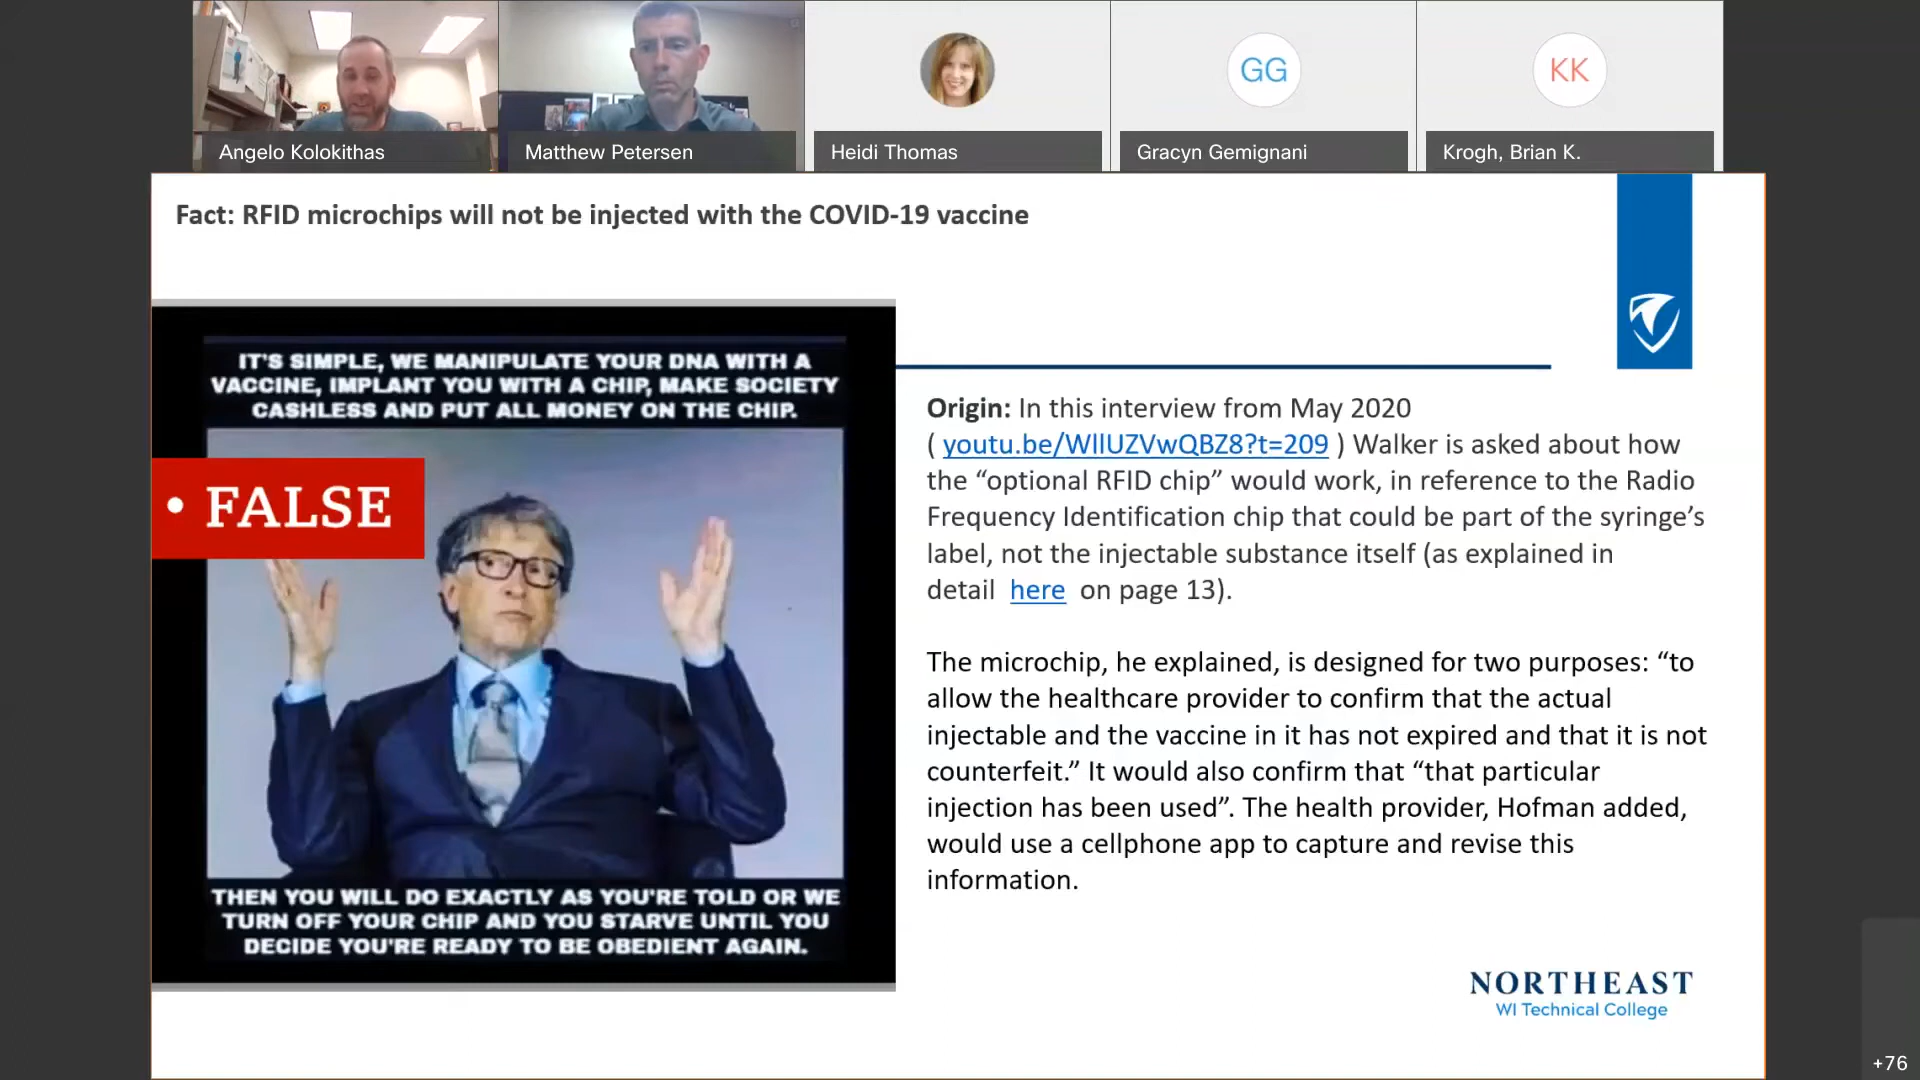 GG
KK
Angelo Kolokithas
Matthew Petersen
Heidi Thomas
Gracyn Gemignani
Krogh, Brian K.
Fact: RFID microchips will not be injected with the COVID-19 vaccine
IT'S SIMPLE, WE MANIPULATE YOUR DNA WITH A
VACCINE, IMPLANT YOU WITH A CHIP, MAKE SOCIETY
CASHLESS AND PUT ALL MONEY ON THE CHIP.
• FALSE
THEN YOU WILL DO EXACTLY AS YOU'RE TOLD OR WE
TURN OFF YOUR CHIP AND YOU STARVE UNTIL YOU
DECIDE YOU'RE READY TO BE OBEDIENT AGAIN.
Origin: In this interview from May 2020
( youtu.be/WllUZVwQBZ8?t=209 ) Walker is asked about how
the “optional RFID chip” would work, in reference to the Radio
Frequency Identification chip that could be part of the syringe’s
label, not the injectable substance itself (as explained in
detail here on page 13).
The microchip, he explained, is designed for two purposes: “to
allow the healthcare provider to confirm that the actual
injectable and the vaccine in it has not expired and that it is not
counterfeit.” It would also confirm that “that particular
injection has been used”. The health provider, Hofman added,
would use a cellphone app to capture and revise this
information.
NORTHEAST
WI Technical College
+76